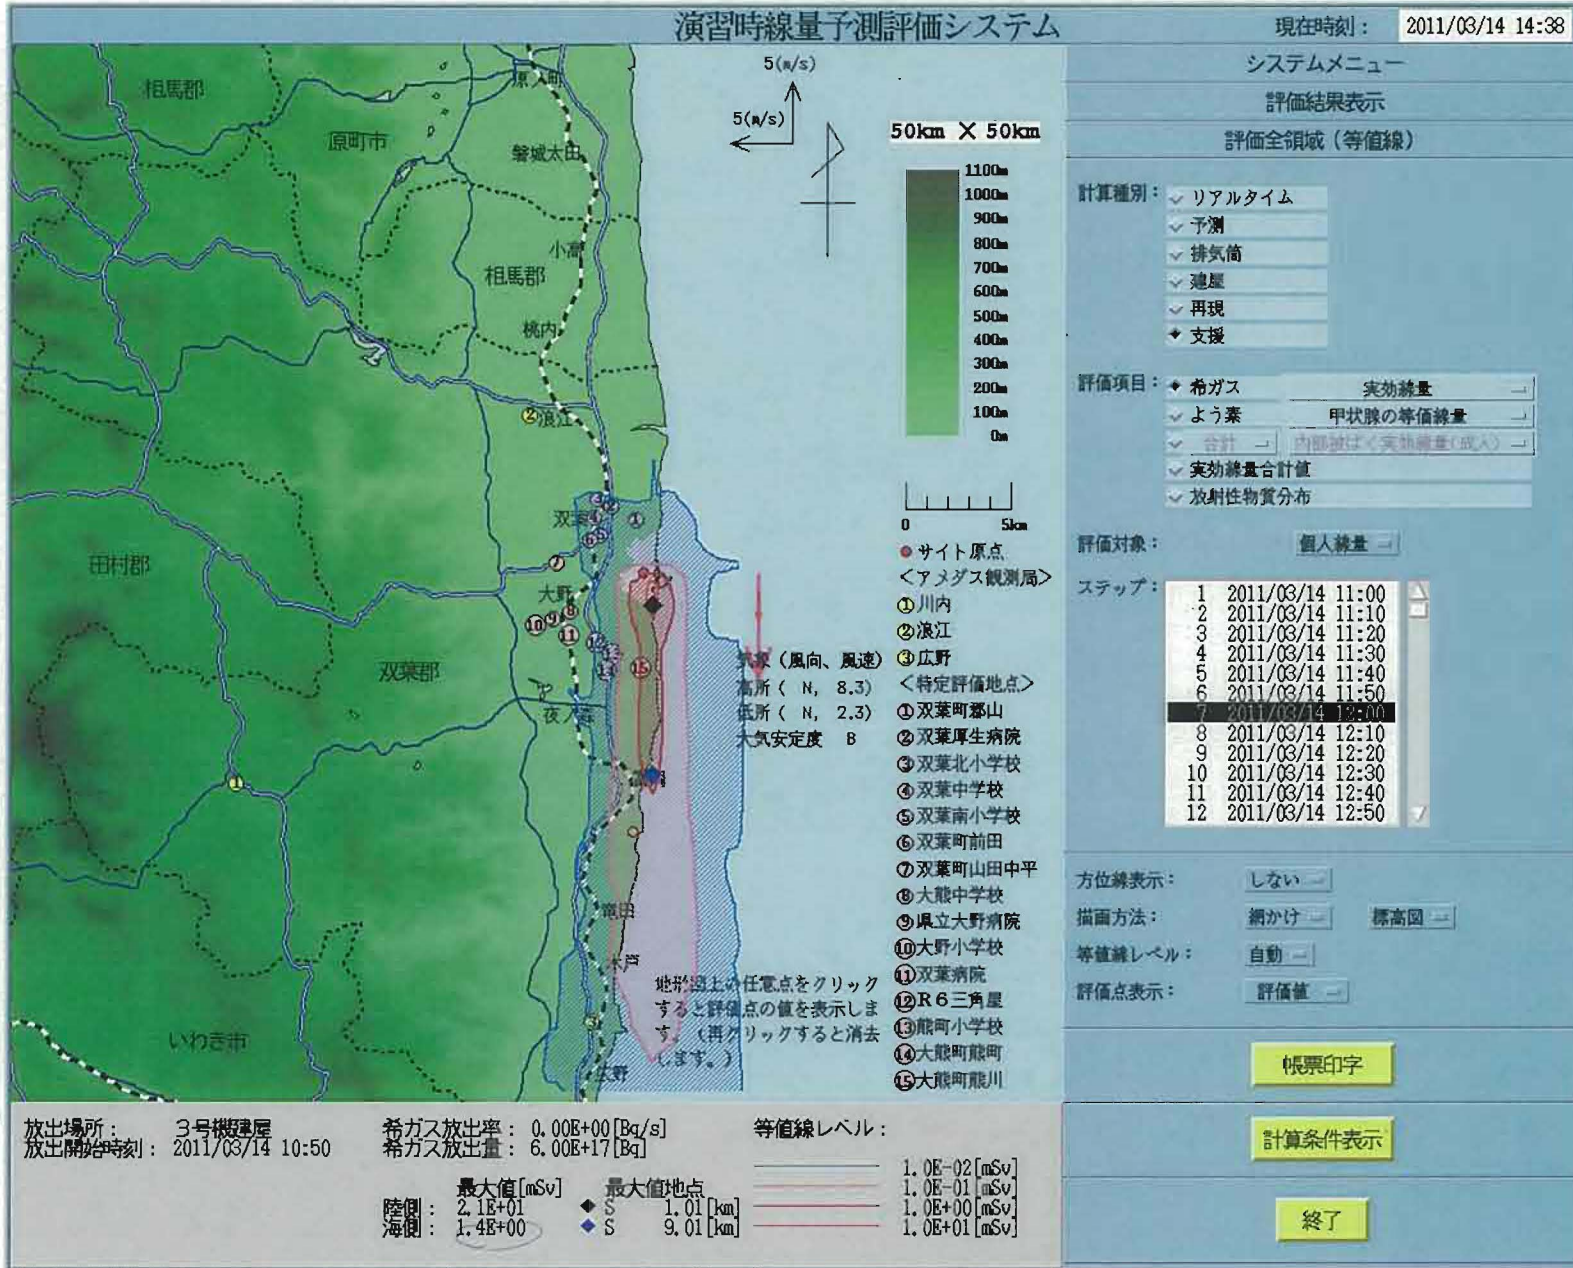 演習時線量予測評価システム
現在時刻： 2011/03/14 14:38
相馬郡
原町市
磐城太田
小高
相馬郡
桃内
②浪江
田村郡
大野
双葉郡
竜田
木戸
いわき市
広野
5(m/s)
5(m/s)
50km × 50km
1100m
1000m
900m
800m
700m
600m
500m
400m
300m
200m
100m
0m
0 5km
サイト原点
<アメダス観測局>
①川内
②浪江
③広野
<特定評価地点>
①双葉町郡山
②双葉厚生病院
③双葉北小学校
④双葉中学校
⑤双葉南小学校
⑥双葉町前田
⑦双葉町山田中平
⑧大熊中学校
⑨県立大野病院
⑩大野小学校
⑪双葉病院
⑫R6三角屋
⑬熊町小学校
⑭大熊町熊町
⑮大熊町熊川
気象（風向、風速）
高所（ N, 8.3）
低所（ N, 2.3）
大気安定度 B
地形図上の任意点をクリック
すると評価点の値を表示しま
す。（再クリックすると消去
します。）
システムメニュー
評価結果表示
評価全領域（等値線）
計算種別： リアルタイム
予測
排気筒
建屋
再現
支援
評価項目： 希ガス 実効線量
よう素 甲状腺の等価線量
合計 内部被ばく実効線量(成人)
実効線量合計値
放射性物質分布
評価対象： 個人線量
ステップ： 1 2011/03/14 11:00
2 2011/03/14 11:10
3 2011/03/14 11:20
4 2011/03/14 11:30
5 2011/03/14 11:40
6 2011/03/14 11:50
7 2011/03/14 12:00
8 2011/03/14 12:10
9 2011/03/14 12:20
10 2011/03/14 12:30
11 2011/03/14 12:40
12 2011/03/14 12:50
方位線表示： しない
描画方法： 網かけ 標高図
等値線レベル： 自動
評価点表示： 評価値
帳票印字
計算条件表示
終了
放出場所： 3号機建屋
放出開始時刻： 2011/03/14 10:50
希ガス放出率： 0.00E+00[Bq/s]
希ガス放出量： 6.00E+17[Bq]
最大値[mSv] 最大値地点
陸側： 2.1E+01 ◆ S 1.01[km]
海側： 1.4E+00 ◆ S 9.01[km]
等値線レベル：
1.0E-02[mSv]
1.0E-01[mSv]
1.0E+00[mSv]
1.0E+01[mSv]